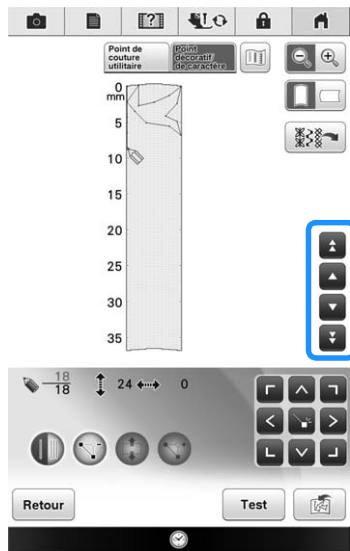 Point de
couture
utilitaire
Point
décoratif
de caractère
0
mm
5
10
15
20
25
30
35
18
18
24
0
Retour
Test